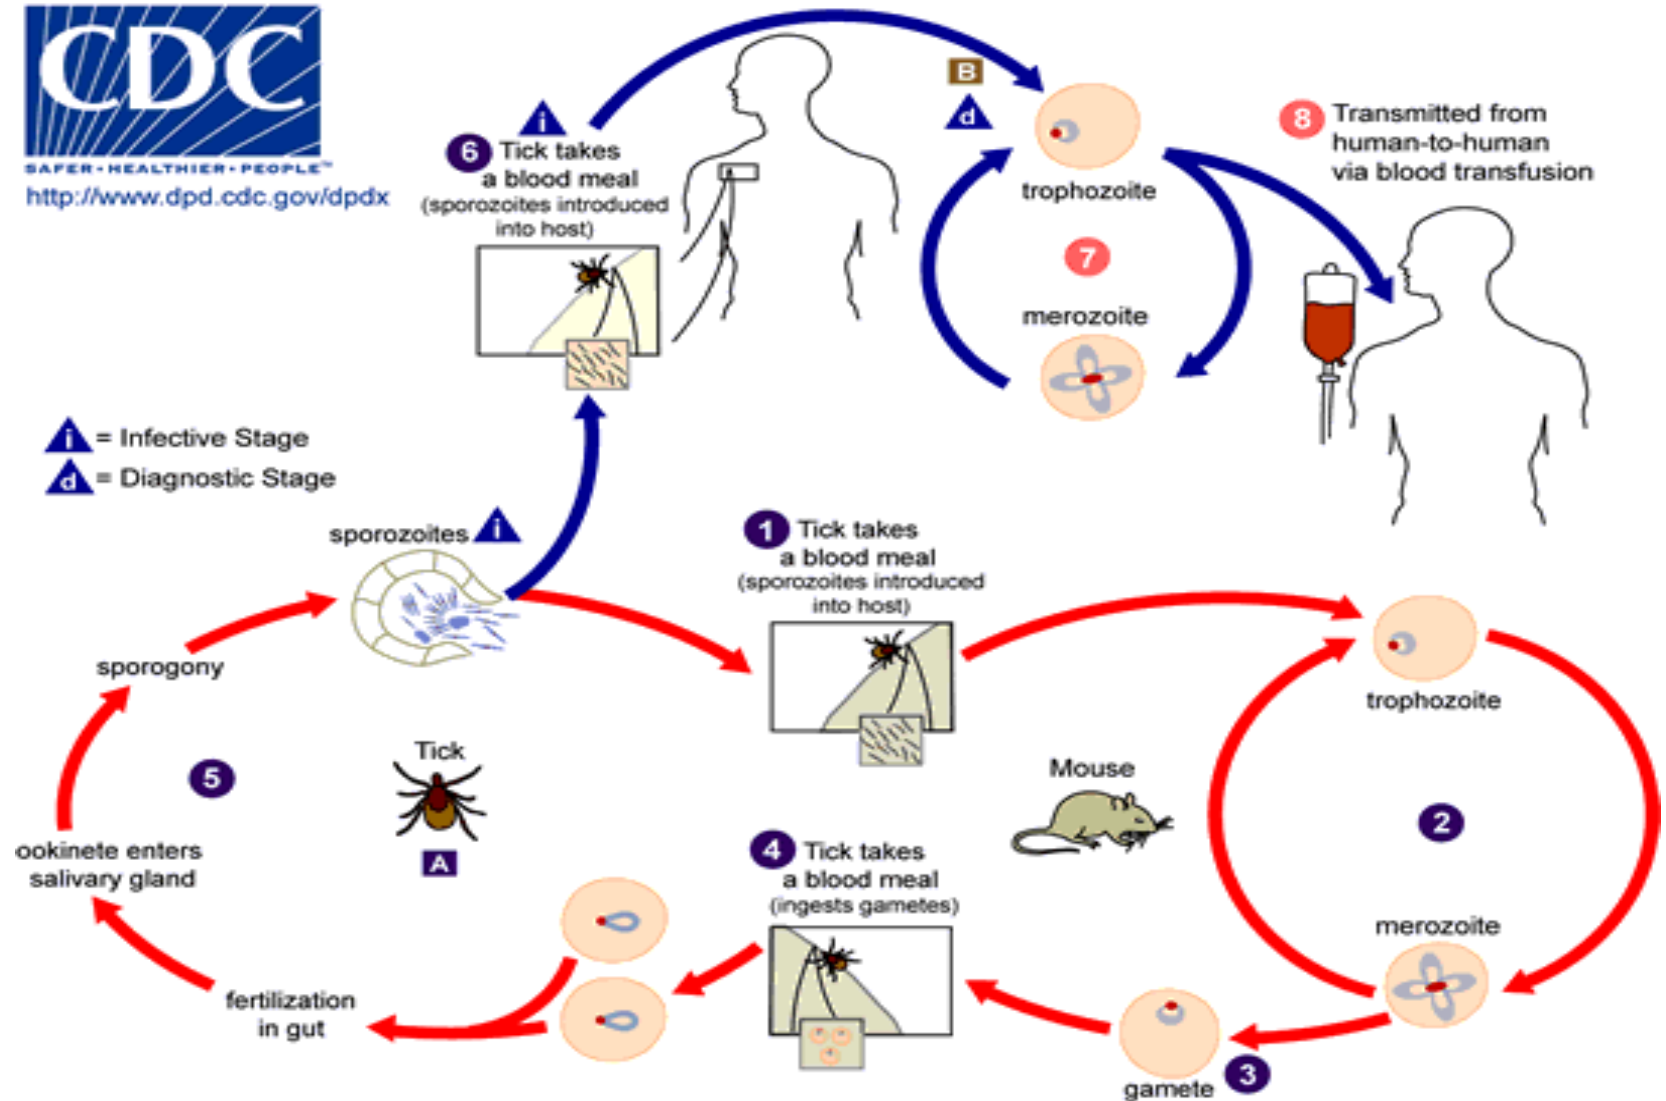 CDC
SAFER • HEALTHIER • PEOPLE™
http://www.dpd.cdc.gov/dpdx
i
6 Tick takes
a blood meal
(sporozoites introduced
into host)
B
d
trophozoite
7
merozoite
8 Transmitted from
human-to-human
via blood transfusion
i = Infective Stage
d = Diagnostic Stage
sporozoites i
1 Tick takes
a blood meal
(sporozoites introduced
into host)
trophozoite
sporogony
5
Tick
A
Mouse
2
ookinete enters
salivary gland
4 Tick takes
a blood meal
(ingests gametes)
merozoite
fertilization
in gut
gamete 3